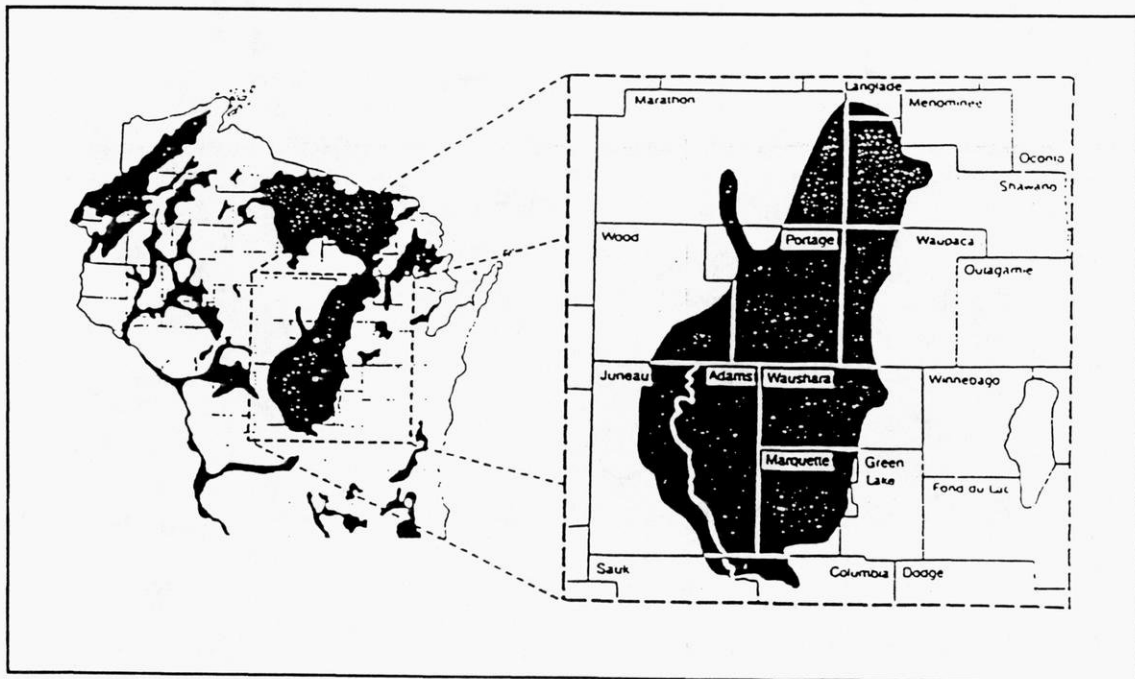 Langlade
Marathon
Menominee
Oconto
Shawano
Wood
Portage
Waupaca
Outagamie
Juneau
Adams
Waushara
Winnebago
Marquette
Green
Lake
Fond du Lac
Sauk
Columbia
Dodge